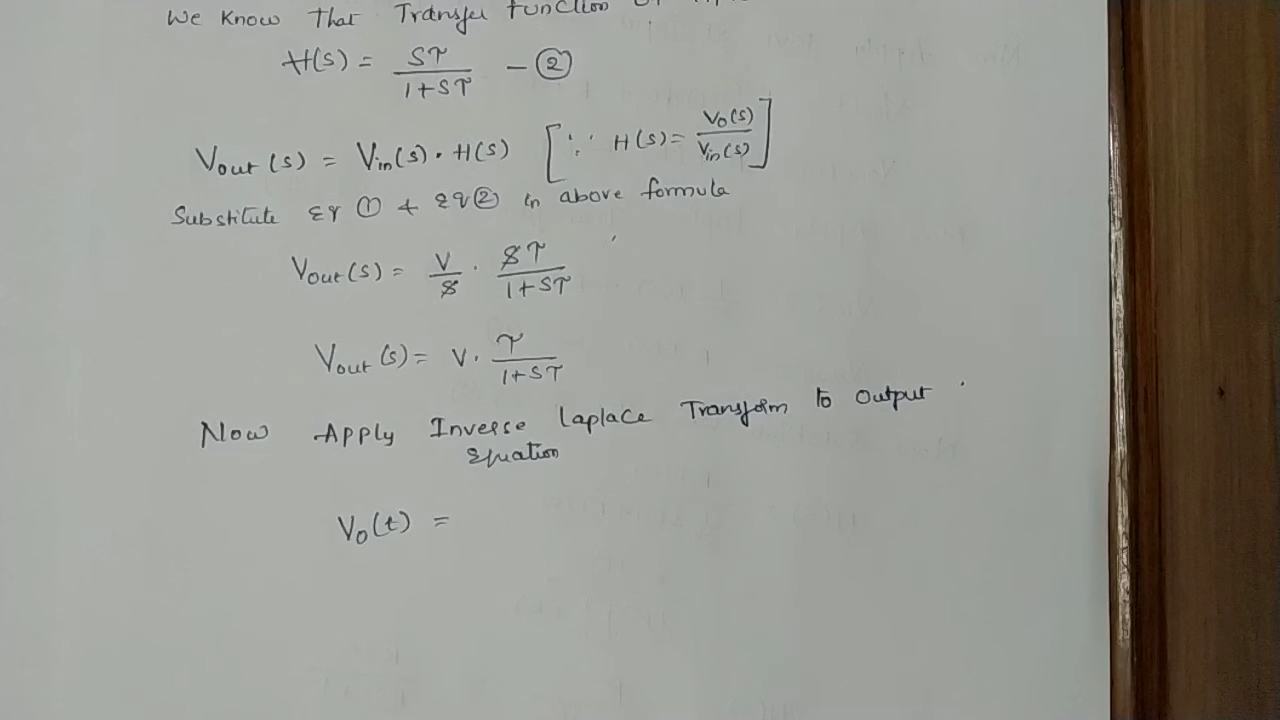 We Know That Transfer function of
H(s) = Sτ / 1+Sτ - ②
Vout (s) = Vin(s) . H(s) [∵ H(s) = Vo(s) / Vin(s)]
Substitute Eq ① & Eq ② in above formula
Vout(s) = V/s . sτ / 1+sτ
Vout (s) = V . τ / 1+sτ
Now Apply Inverse Laplace Transform to output
Equation
Vo(t) =